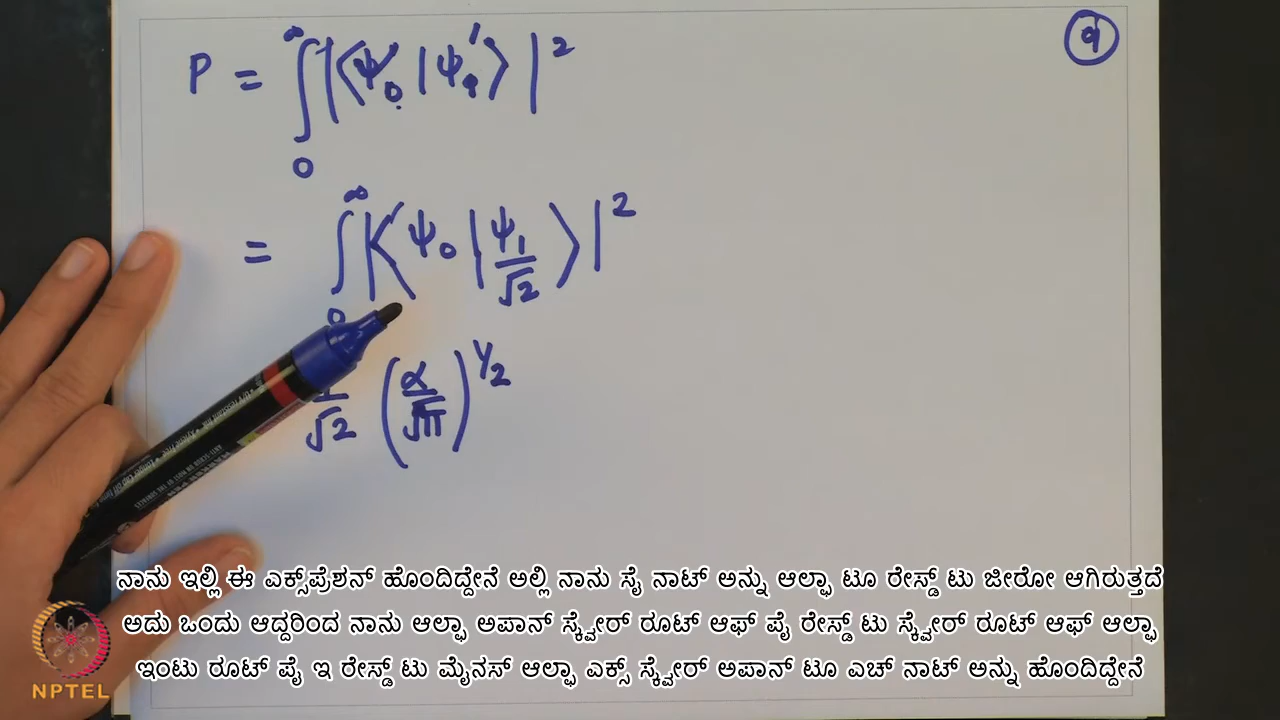 9
P = ∫₀^∞ |⟨ψ₀'|ψ₁'⟩|²
= ∫₀^∞ |⟨ψ₀|ψ₁/√2⟩|²
1/√2 (α/√π)^1/2
ನಾನು ಇಲ್ಲಿ ಈ ಎಕ್ಸ್‌ಪ್ರೆಶನ್ ಹೊಂದಿದ್ದೇನೆ ಅಲ್ಲಿ ನಾನು ಸೈ ನಾಟ್ ಅನ್ನು ಆಲ್ಫಾ ಟೂ ರೇಸ್ಡ್ ಟು ಜೀರೋ ಆಗಿರುತ್ತದೆ
ಅದು ಒಂದು ಆದ್ದರಿಂದ ನಾನು ಆಲ್ಫಾ ಅಪಾನ್ ಸ್ಕ್ವೇರ್ ರೂಟ್ ಆಫ್ ಪೈ ರೇಸ್ಡ್ ಟು ಸ್ಕ್ವೇರ್ ರೂಟ್ ಆಫ್ ಆಲ್ಫಾ
ಇಂಟು ರೂಟ್ ಪೈ ಇ ರೇಸ್ಡ್ ಟು ಮೈನಸ್ ಆಲ್ಫಾ ಎಕ್ಸ್ ಸ್ಕ್ವೇರ್ ಅಪಾನ್ ಟೂ ಎಚ್ ನಾಟ್ ಅನ್ನು ಹೊಂದಿದ್ದೇನೆ
NPTEL